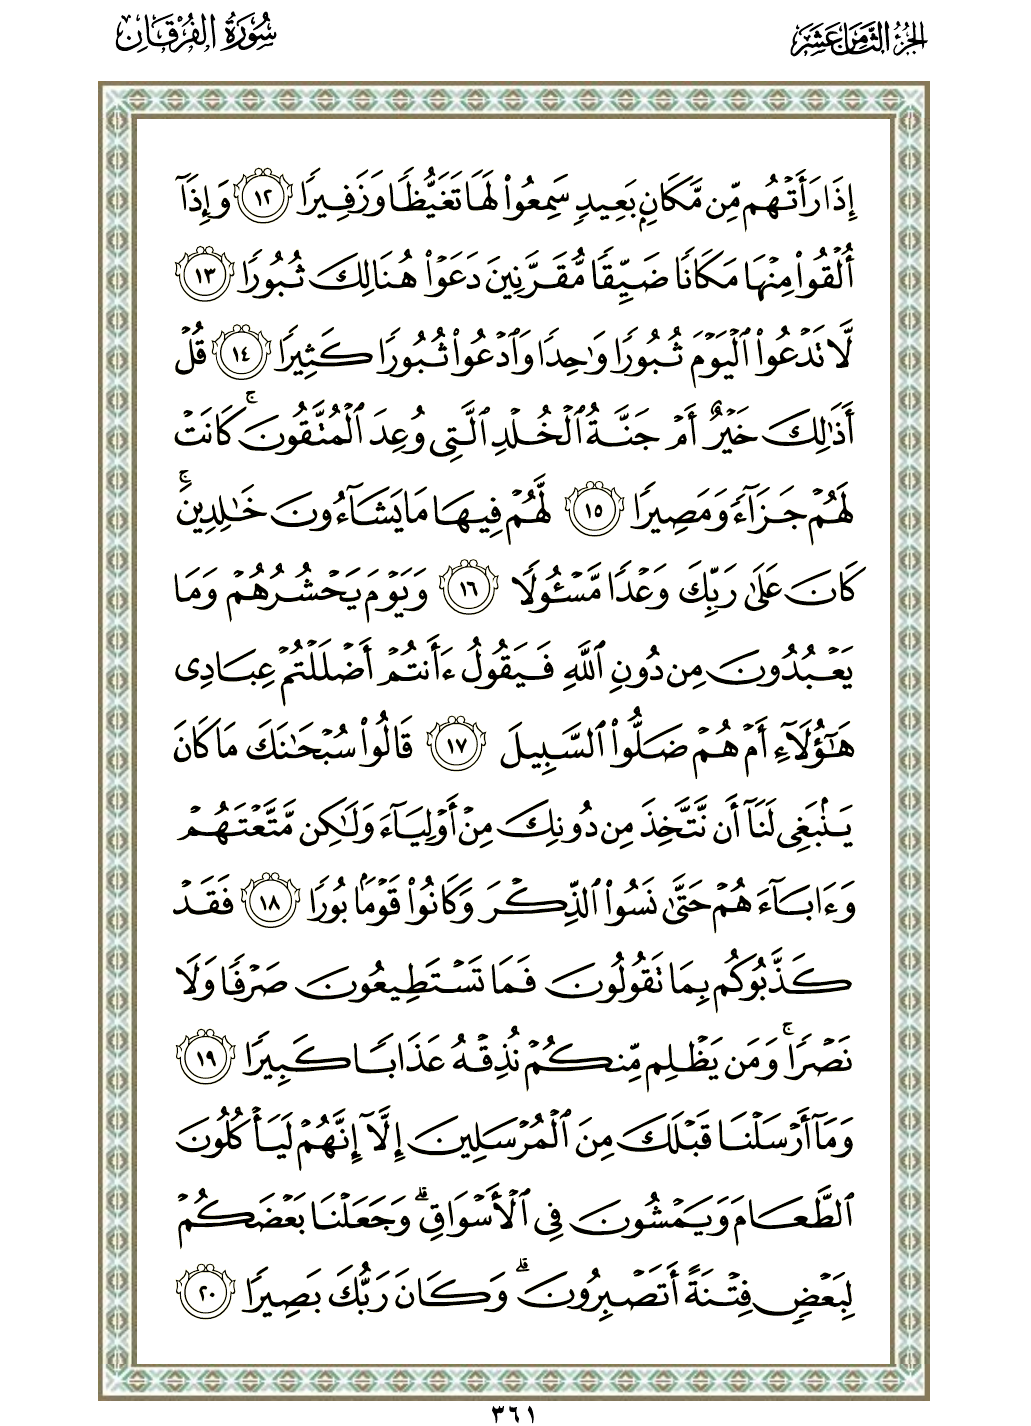 الجزء الثامن عشر
سورة الفرقان
إِذَا رَأَتْهُم مِّن مَّكَانٍۭ بَعِيدٍ سَمِعُوا۟ لَهَا تَغَيُّظًا وَزَفِيرًا ١٢ وَإِذَآ
أُلْقُوا۟ مِنْهَا مَكَانًا ضَيِّقًا مُّقَرَّنِينَ دَعَوْا۟ هُنَالِكَ ثُبُورًا ١٣
لَّا تَدْعُوا۟ ٱلْيَوْمَ ثُبُورًا وَٰحِدًا وَٱدْعُوا۟ ثُبُورًا كَثِيرًا ١٤ قُلْ
أَذَٰلِكَ خَيْرٌ أَمْ جَنَّةُ ٱلْخُلْدِ ٱلَّتِى وُعِدَ ٱلْمُتَّقُونَ ۚ كَانَتْ
لَهُمْ جَزَآءً وَمَصِيرًا ١٥ لَّهُمْ فِيهَا مَا يَشَآءُونَ خَٰلِدِينَ ۚ
كَانَ عَلَىٰ رَبِّكَ وَعْدًا مَّسْـُٔولًا ١٦ وَيَوْمَ يَحْشُرُهُمْ وَمَا
يَعْبُدُونَ مِن دُونِ ٱللَّهِ فَيَقُولُ ءَأَنتُمْ أَضْلَلْتُمْ عِبَادِى
هَٰٓؤُلَآءِ أَمْ هُمْ ضَلُّوا۟ ٱلسَّبِيلَ ١٧ قَالُوا۟ سُبْحَٰنَكَ مَا كَانَ
يَنۢبَغِى لَنَآ أَن نَّتَّخِذَ مِن دُونِكَ مِنْ أَوْلِيَآءَ وَلَٰكِن مَّتَّعْتَهُمْ
وَءَابَآءَهُمْ حَتَّىٰ نَسُوا۟ ٱلذِّكْرَ وَكَانُوا۟ قَوْمًۢا بُورًا ١٨ فَقَدْ
كَذَّبُوكُم بِمَا تَقُولُونَ فَمَا تَسْتَطِيعُونَ صَرْفًا وَلَا
نَصْرًا ۚ وَمَن يَظْلِم مِّنكُمْ نُذِقْهُ عَذَابًا كَبِيرًا ١٩
وَمَآ أَرْسَلْنَا قَبْلَكَ مِنَ ٱلْمُرْسَلِينَ إِلَّآ إِنَّهُمْ لَيَأْكُلُونَ
ٱلطَّعَامَ وَيَمْشُونَ فِى ٱلْأَسْوَاقِ ۗ وَجَعَلْنَا بَعْضَكُمْ
لِبَعْضٍ فِتْنَةً أَتَصْبِرُونَ ۗ وَكَانَ رَبُّكَ بَصِيرًا ٢٠
٣٦١